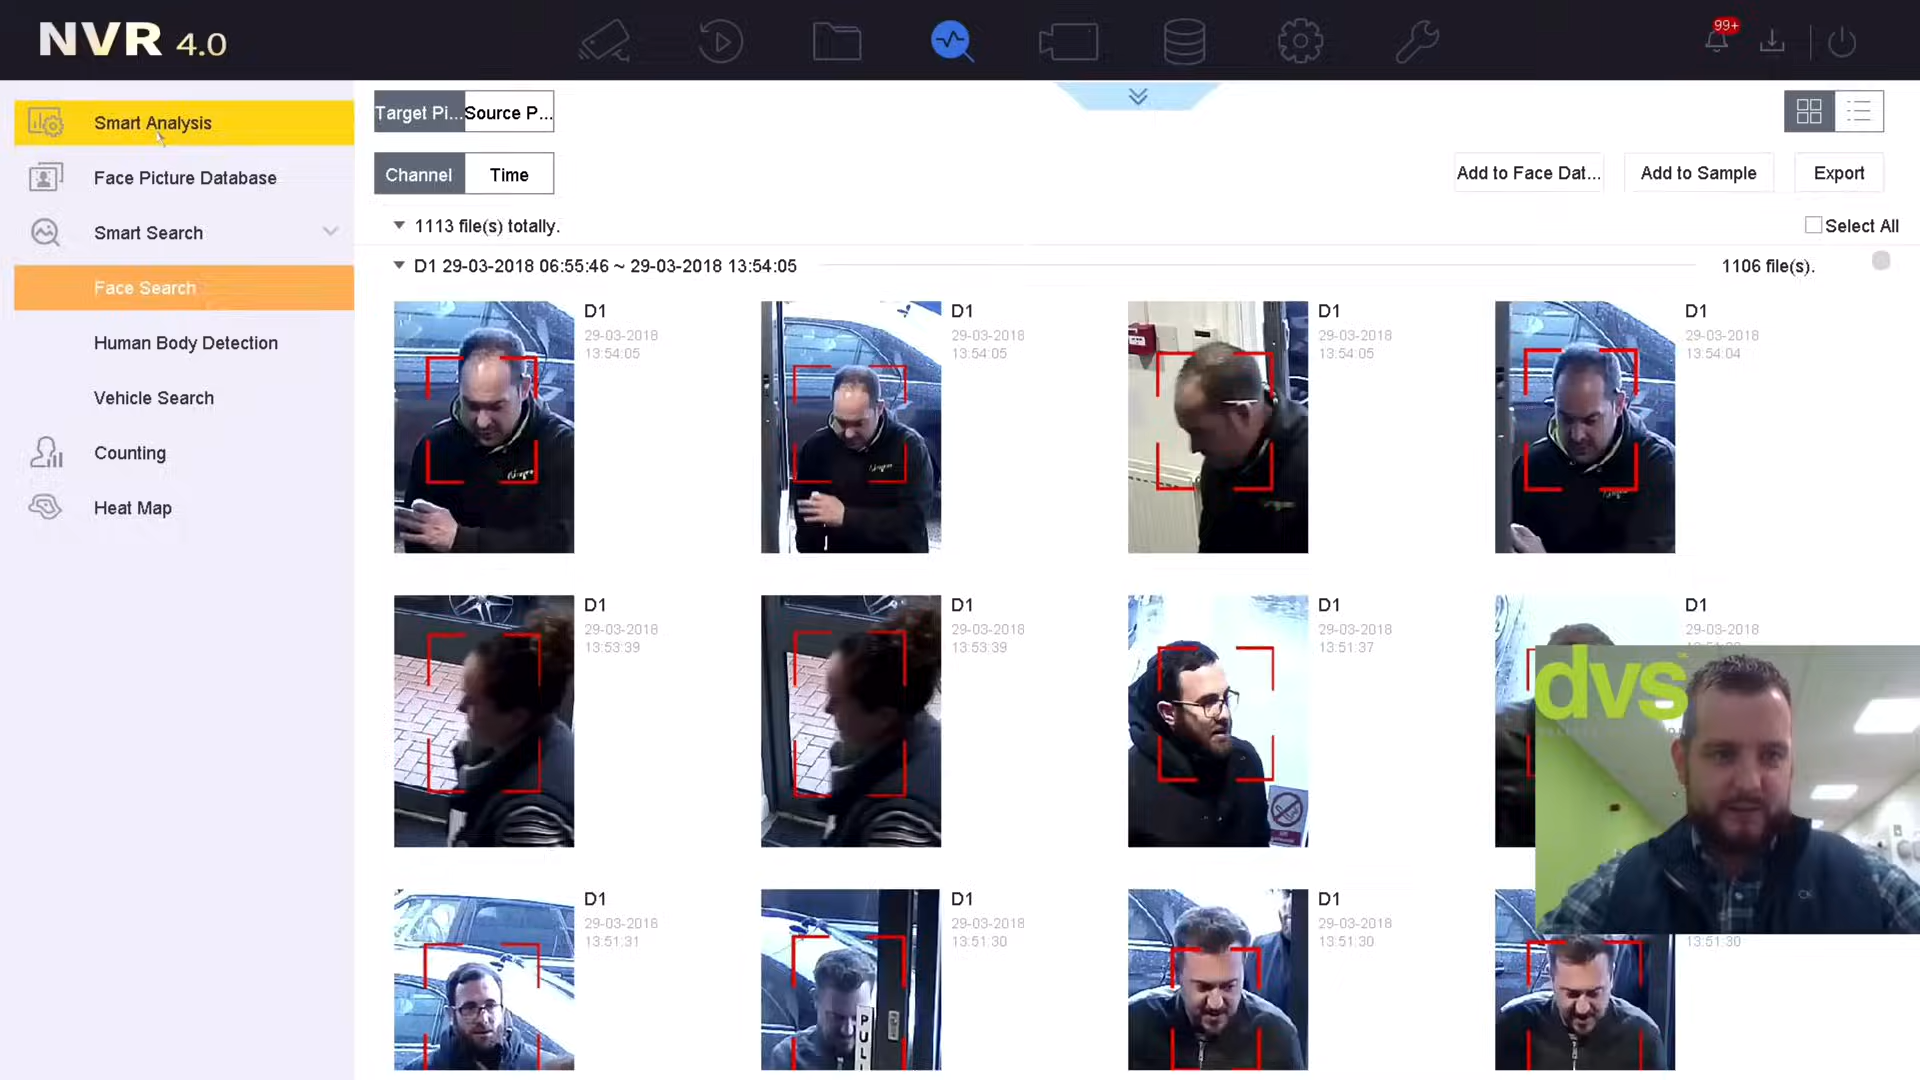 NVR 4.0
99+
Smart Analysis
Face Picture Database
Smart Search
Face Search
Human Body Detection
Vehicle Search
Counting
Heat Map
Target Pi... Source P...
Channel Time
Add to Face Dat... Add to Sample Export
1113 file(s) totally.
Select All
D1 29-03-2018 06:55:46 ~ 29-03-2018 13:54:05
1106 file(s).
D1
29-03-2018
13:54:05
D1
29-03-2018
13:54:05
D1
29-03-2018
13:54:05
D1
29-03-2018
13:54:04
D1
29-03-2018
13:53:39
D1
29-03-2018
13:53:39
D1
29-03-2018
13:51:37
D1
29-03-2018
dvs
D1
29-03-2018
13:51:31
D1
29-03-2018
13:51:30
PULL
D1
29-03-2018
13:51:30
13:51:30